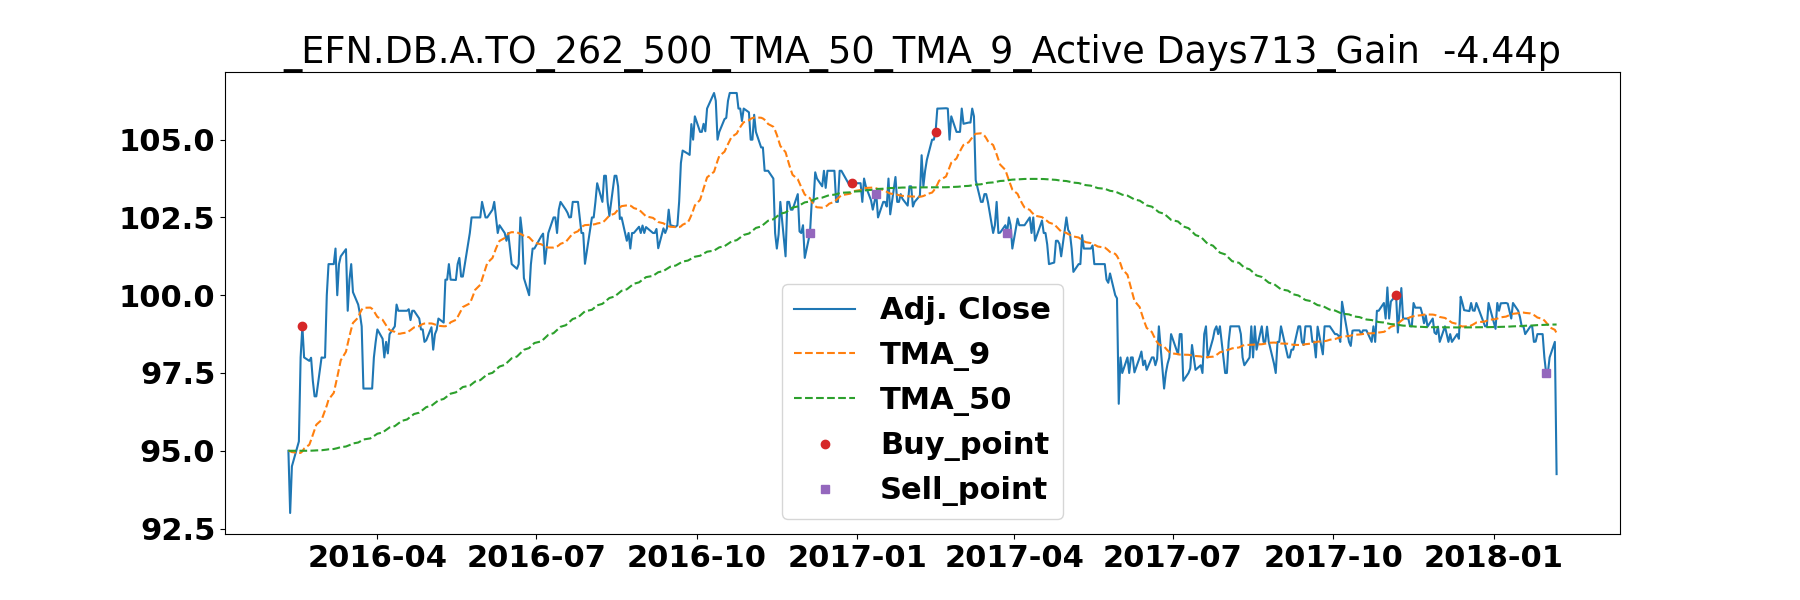 _EFN.DB.A.TO_262_500_TMA_50_TMA_9_Active Days713_Gain  -4.44p
105.0
102.5
100.0
97.5
95.0
92.5
Adj. Close
TMA_9
TMA_50
Buy_point
Sell_point
2016-04 2016-07 2016-10 2017-01 2017-04 2017-07 2017-10 2018-01